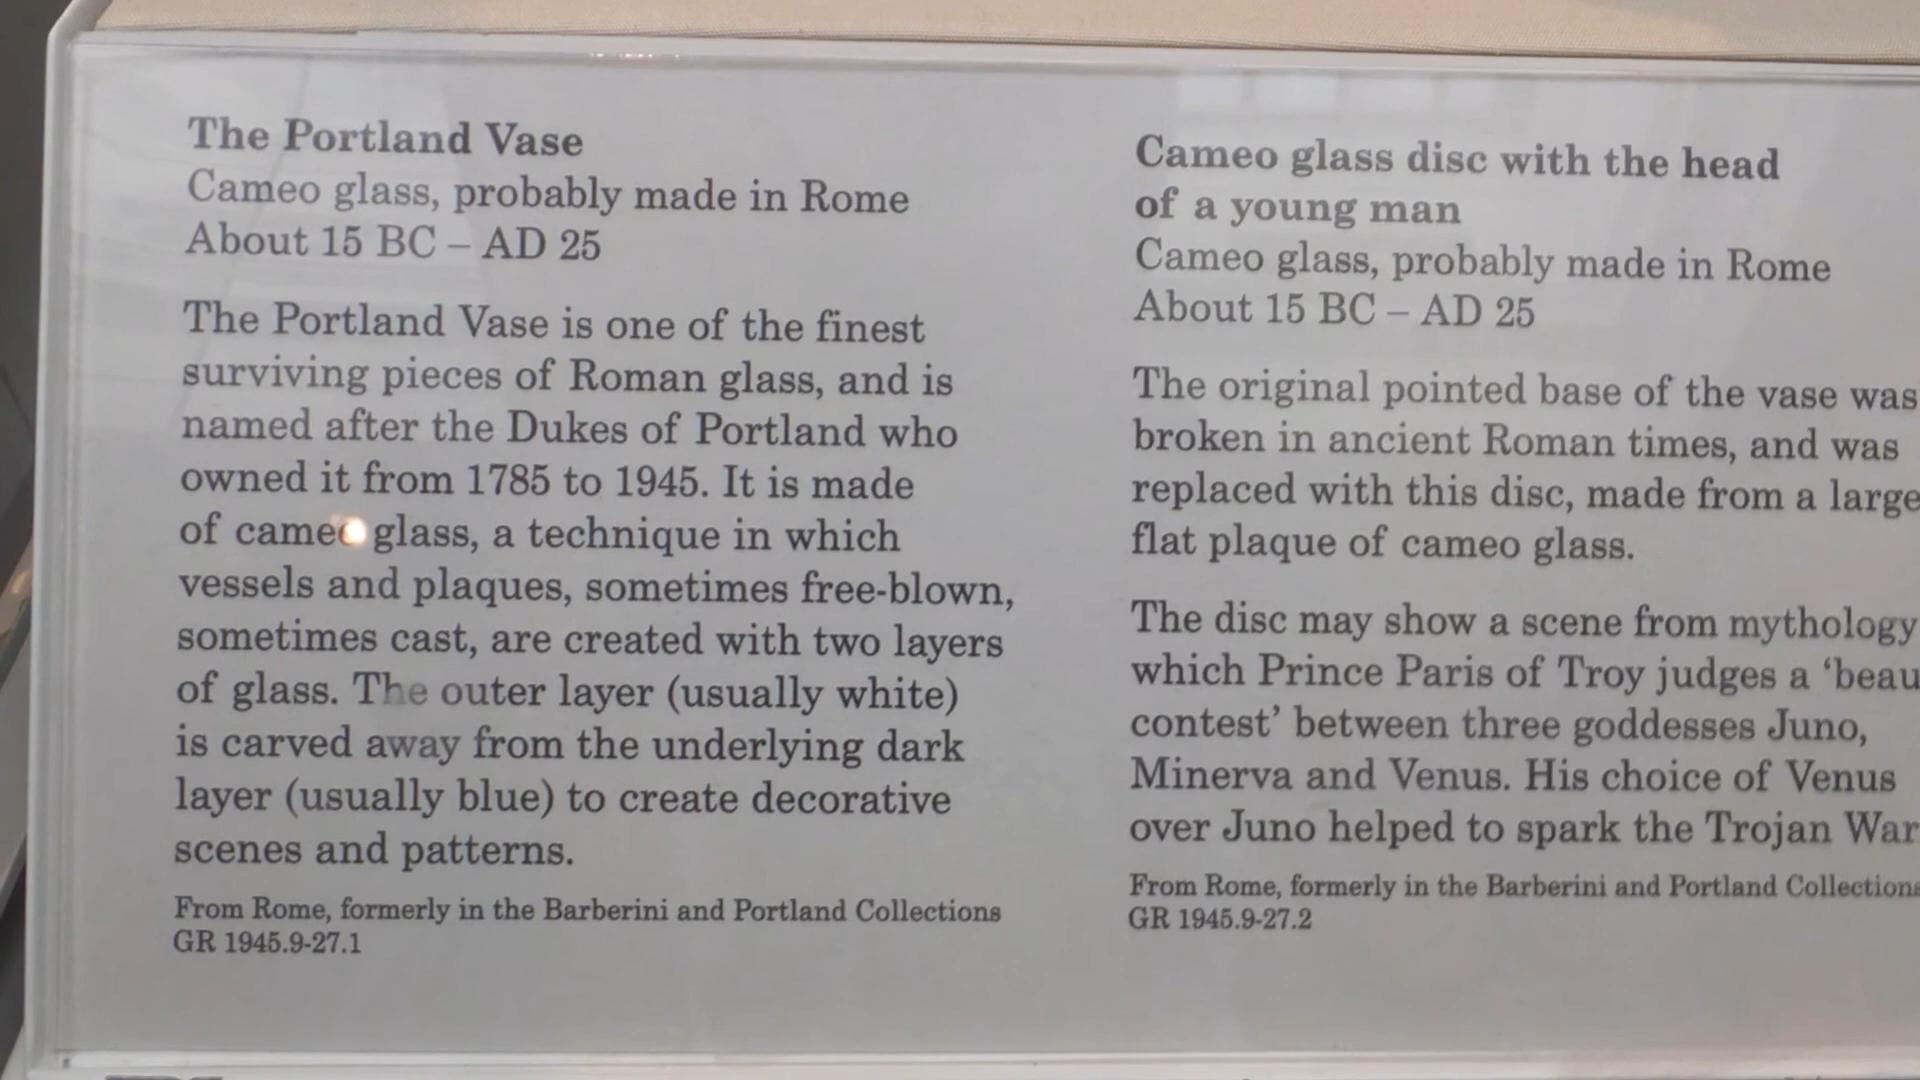 The Portland Vase
Cameo glass, probably made in Rome
About 15 BC – AD 25
The Portland Vase is one of the finest
surviving pieces of Roman glass, and is
named after the Dukes of Portland who
owned it from 1785 to 1945. It is made
of cameo glass, a technique in which
vessels and plaques, sometimes free-blown,
sometimes cast, are created with two layers
of glass. The outer layer (usually white)
is carved away from the underlying dark
layer (usually blue) to create decorative
scenes and patterns.
From Rome, formerly in the Barberini and Portland Collections
GR 1945.9-27.1
Cameo glass disc with the head
of a young man
Cameo glass, probably made in Rome
About 15 BC – AD 25
The original pointed base of the vase was
broken in ancient Roman times, and was
replaced with this disc, made from a large
flat plaque of cameo glass.
The disc may show a scene from mythology
which Prince Paris of Troy judges a ‘beau
contest’ between three goddesses Juno,
Minerva and Venus. His choice of Venus
over Juno helped to spark the Trojan War
From Rome, formerly in the Barberini and Portland Collections
GR 1945.9-27.2